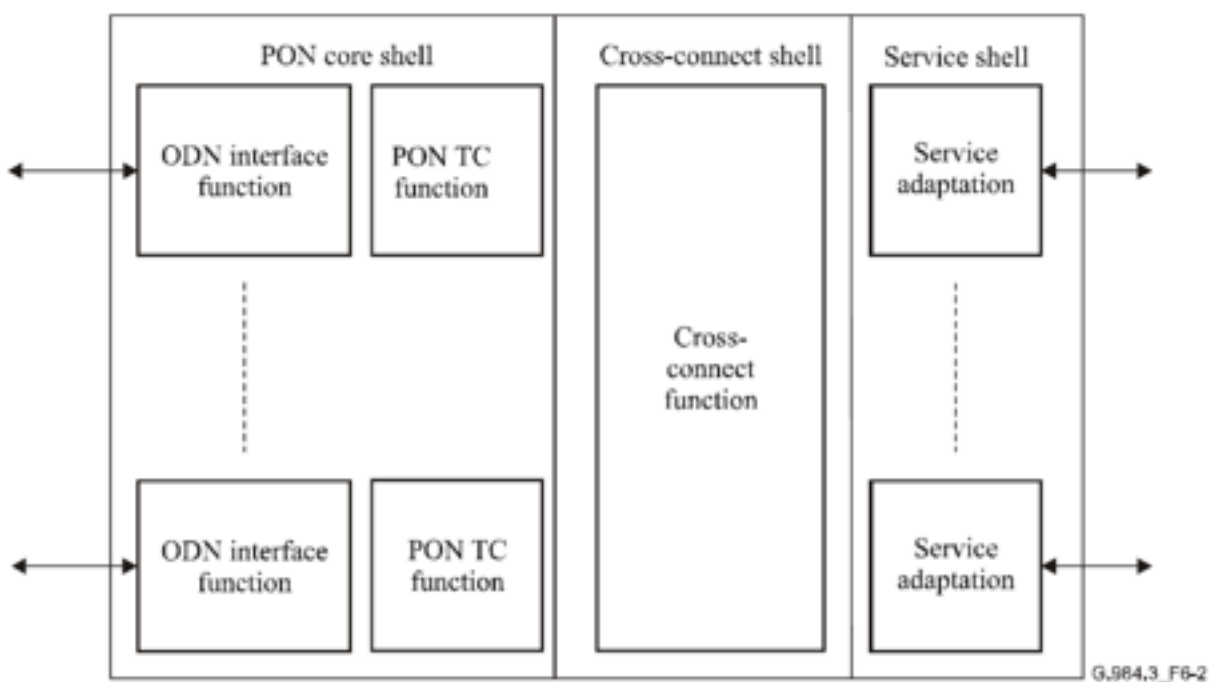 PON core shell
Cross-connect shell
Service shell
ODN interface
function
PON TC
function
Service
adaptation
Cross-
connect
function
ODN interface
function
PON TC
function
Service
adaptation
G.984.3_F6-2